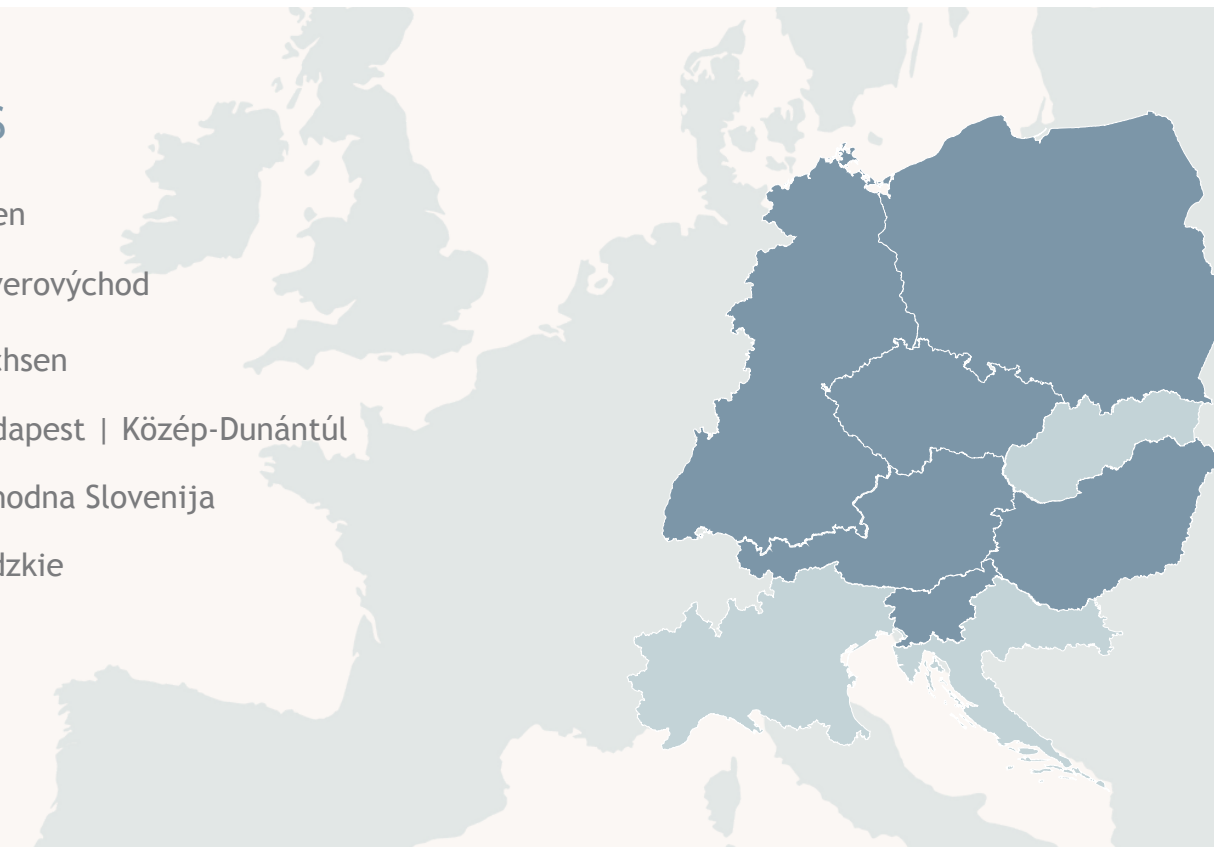 s
en
verovýchod
chsen
dapest | Közép-Dunántúl
hodna Slovenija
dzkie